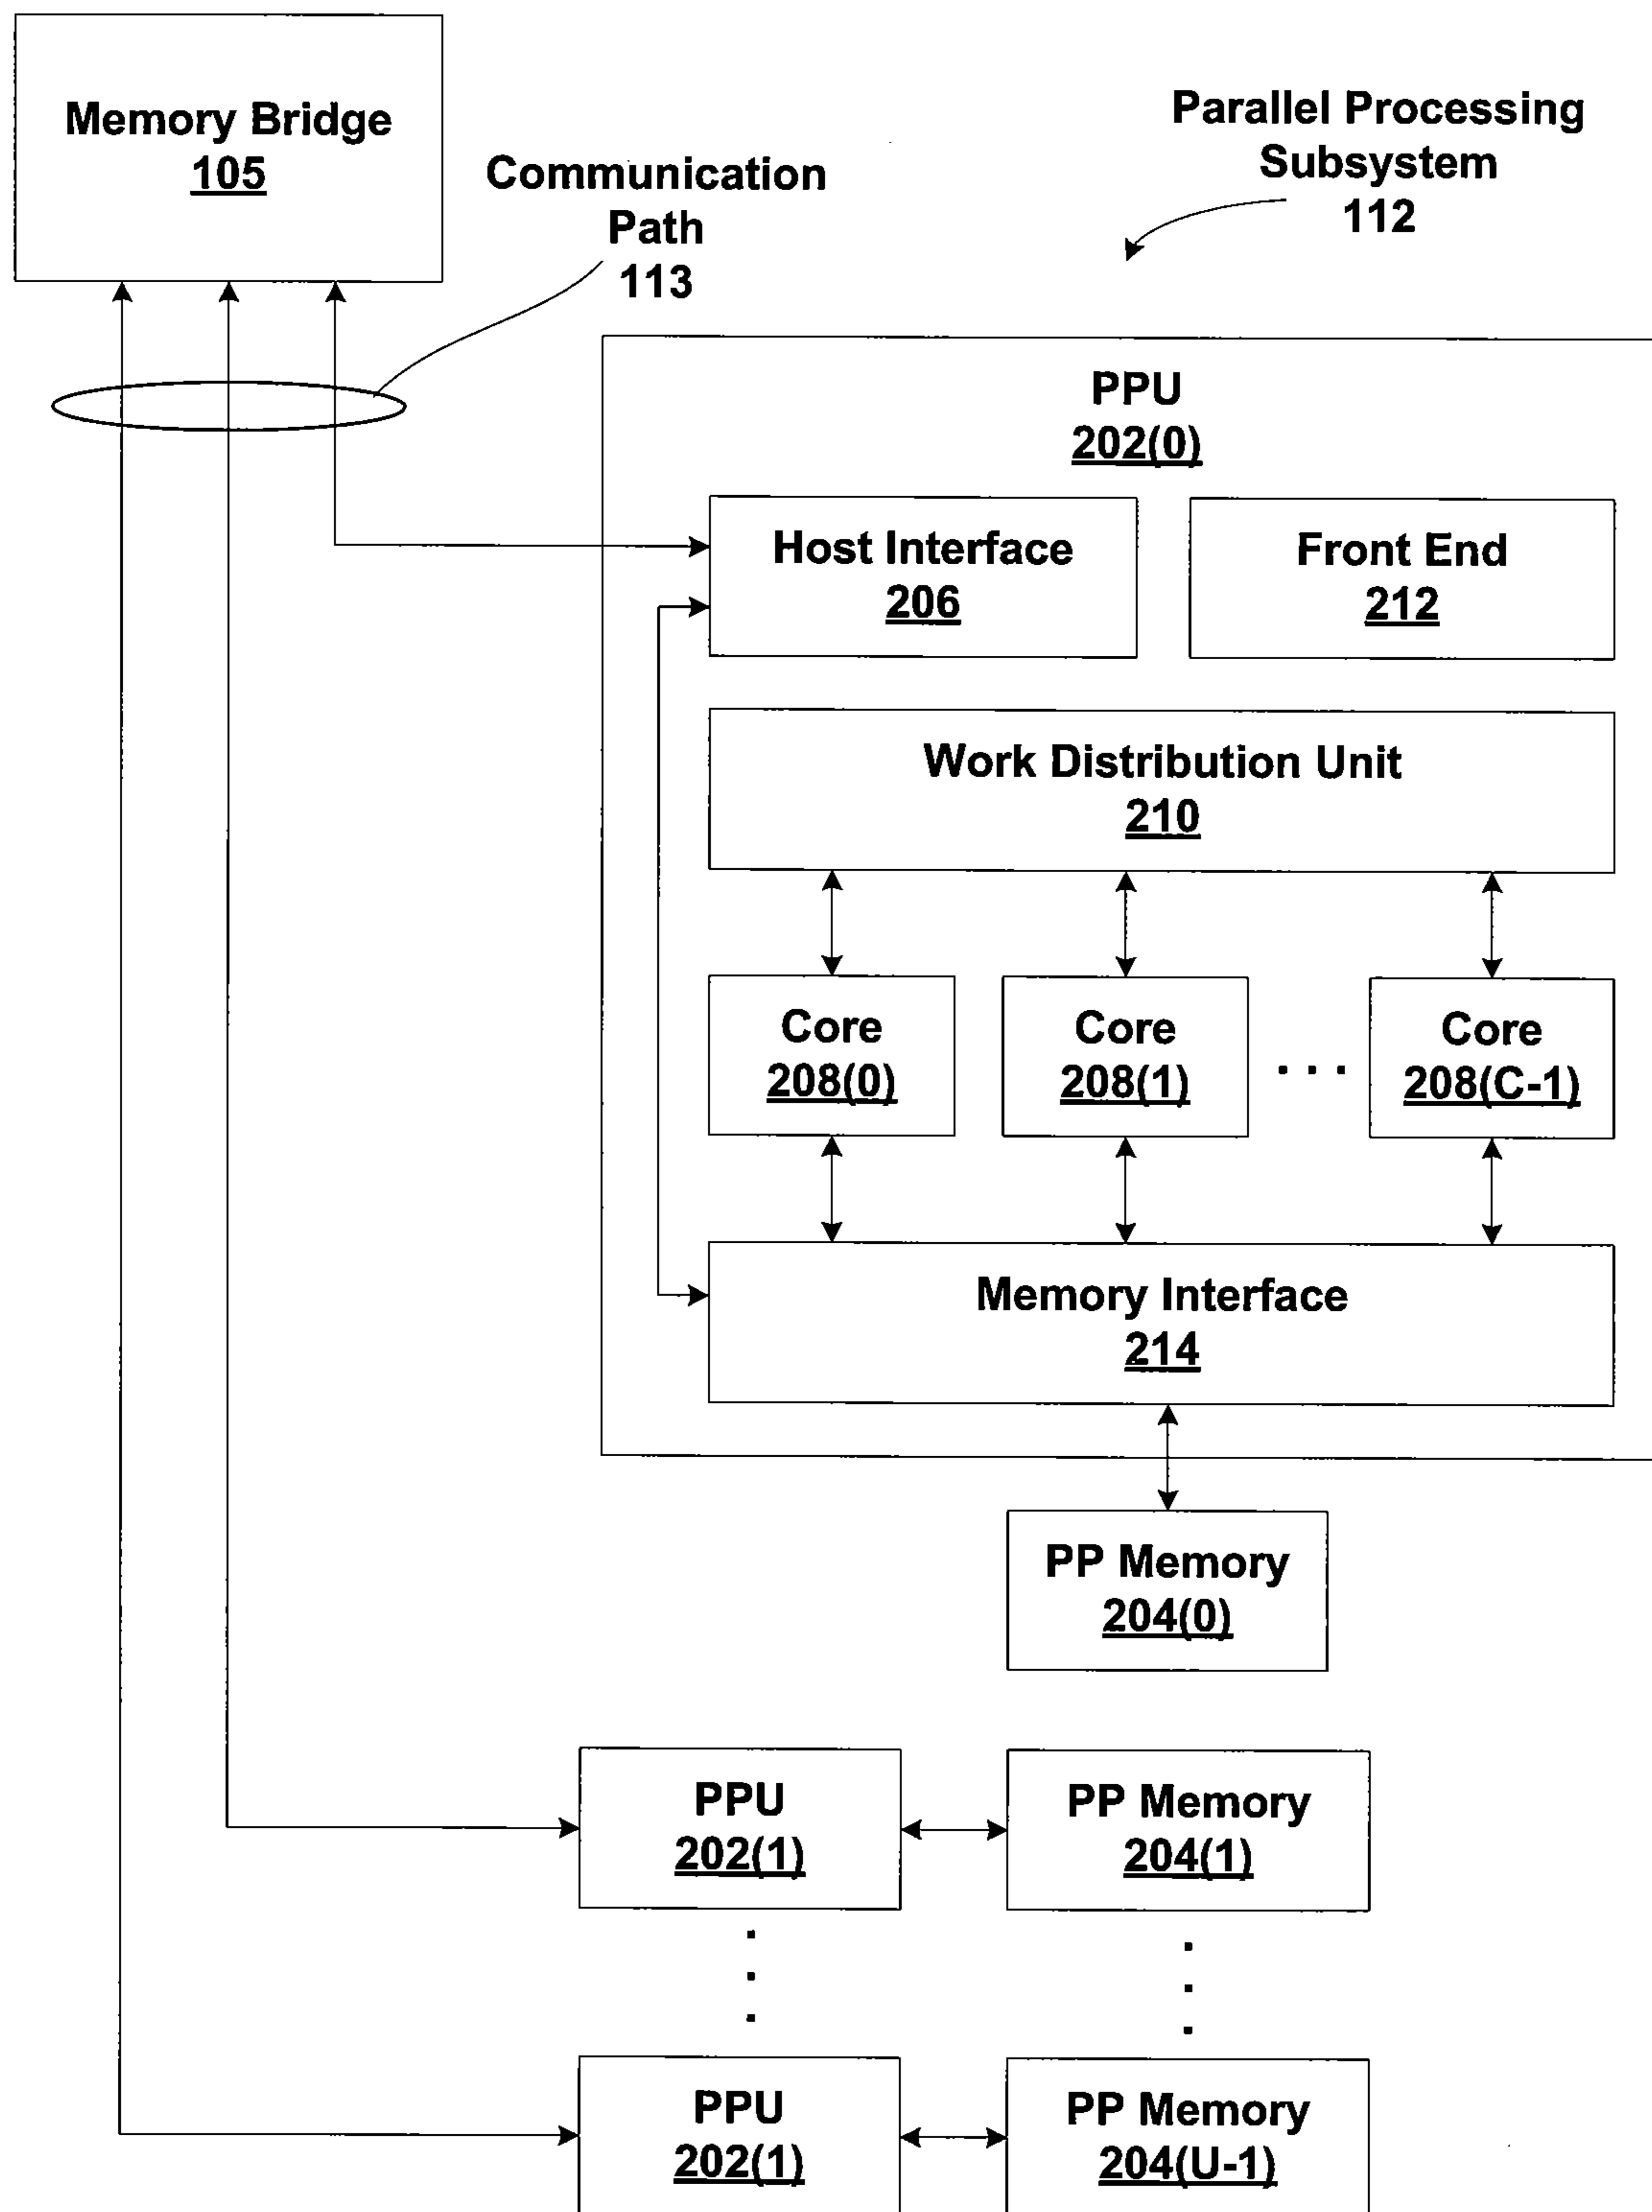 Memory Bridge
105
Communication
Path
113
Parallel Processing
Subsystem
112
PPU
202(0)
Host Interface
206
Front End
212
Work Distribution Unit
210
Core
208(0)
Core
208(1)
. . .
Core
208(C-1)
Memory Interface
214
PP Memory
204(0)
PPU
202(1)
PP Memory
204(1)
PPU
202(1)
PP Memory
204(U-1)